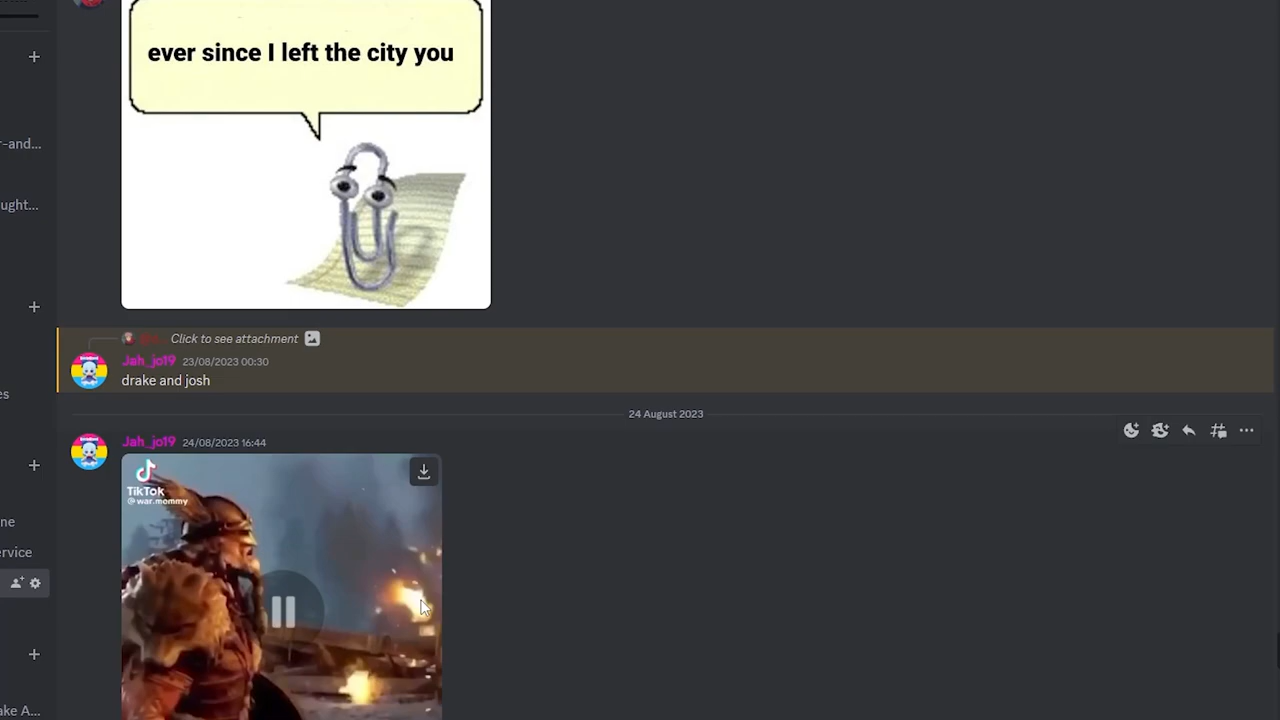 ever since I left the city you
r-and...
ught...
Click to see attachment
Jah_jo19 23/08/2023 00:30
drake and josh
es
24 August 2023
Jah_jo19 24/08/2023 16:44
TikTok
@war.mommy
ne
ervice
ake A...